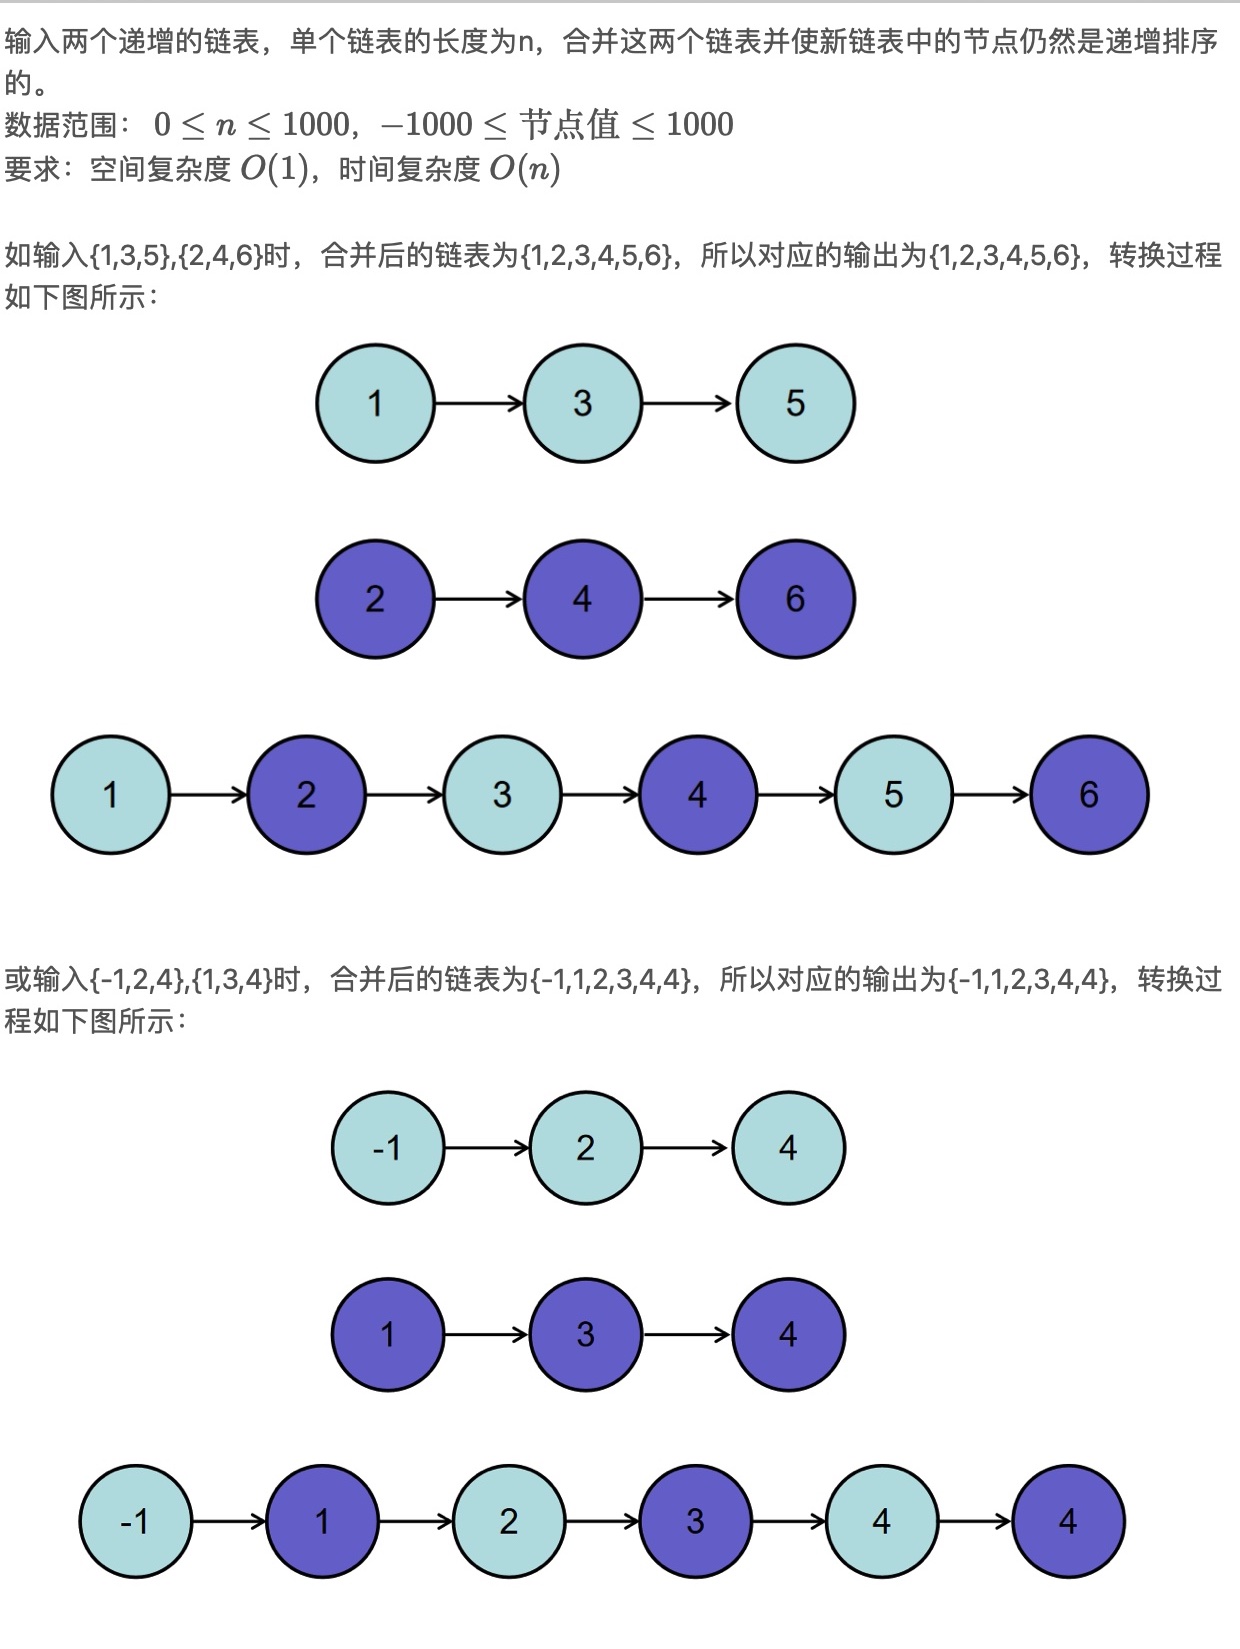 输入两个递增的链表，单个链表的长度为n，合并这两个链表并使新链表中的节点仍然是递增排序
的。
数据范围： 0 ≤ n ≤ 1000，−1000 ≤ 节点值 ≤ 1000
要求：空间复杂度 O(1)，时间复杂度 O(n)
如输入{1,3,5},{2,4,6}时，合并后的链表为{1,2,3,4,5,6}，所以对应的输出为{1,2,3,4,5,6}，转换过程
如下图所示：
1 3 5
2 4 6
1 2 3 4 5 6
或输入{-1,2,4},{1,3,4}时，合并后的链表为{-1,1,2,3,4,4}，所以对应的输出为{-1,1,2,3,4,4}，转换过
程如下图所示：
-1 2 4
1 3 4
-1 1 2 3 4 4